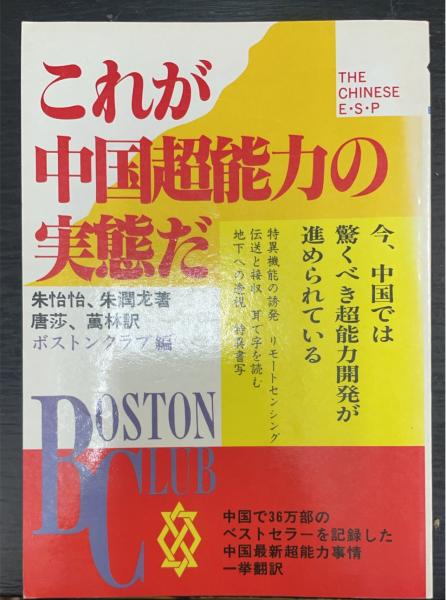 これが
中国超能力の
実態だ
THE
CHINESE
E・S・P
朱怡怡、朱潤尨著
唐莎、萬林訳
ボストンクラブ編
今、中国では
驚くべき超能力開発が
進められている
特異機能の誘発 リモートセンシング
伝送と接収 耳で字を読む
地下への透視 特異書写
BOSTON
CLUB
中国で36万部の
ベストセラーを記録した
中国最新超能力事情
一挙翻訳